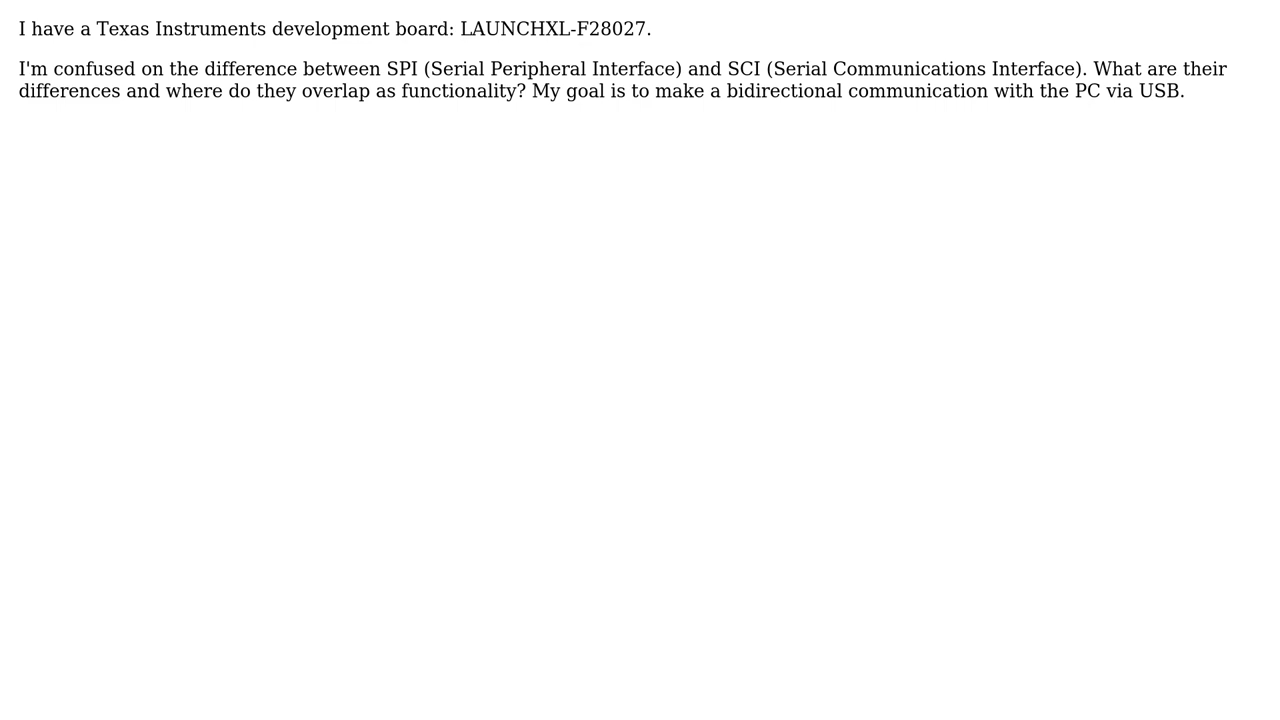 I have a Texas Instruments development board: LAUNCHXL-F28027.
I'm confused on the difference between SPI (Serial Peripheral Interface) and SCI (Serial Communications Interface). What are their
differences and where do they overlap as functionality? My goal is to make a bidirectional communication with the PC via USB.